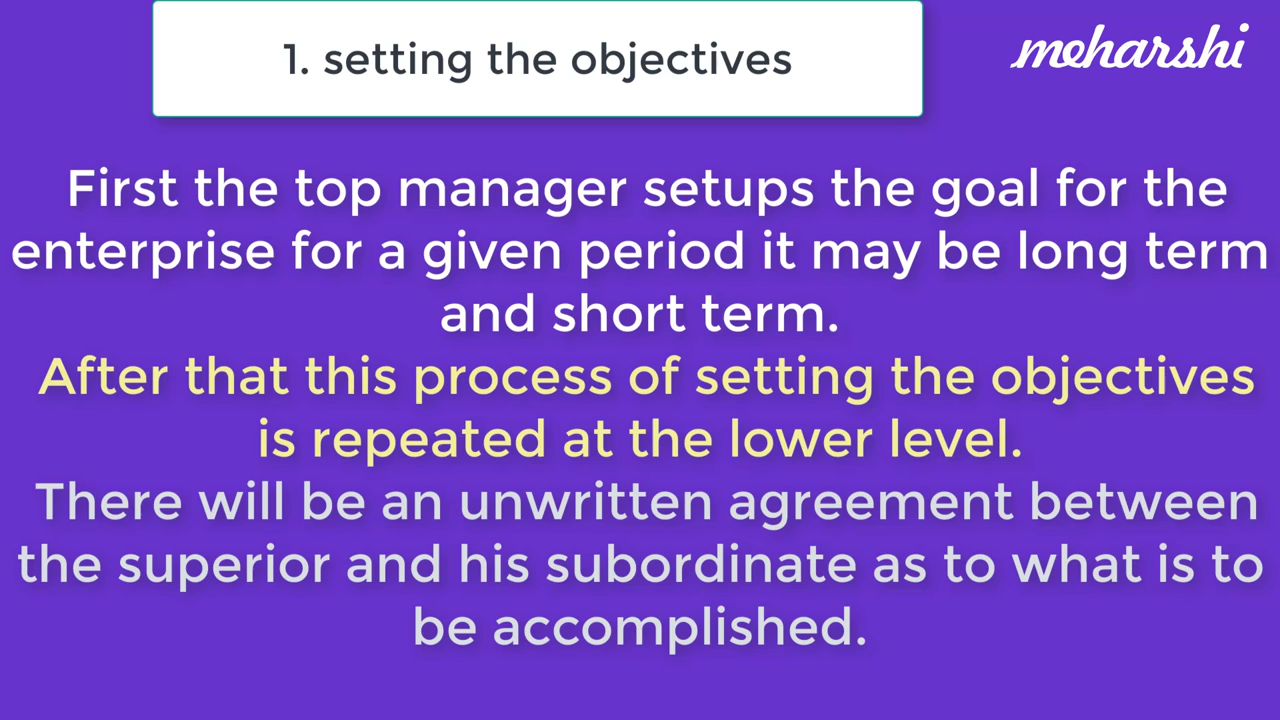 1. setting the objectives
meharshi
First the top manager setups the goal for the
enterprise for a given period it may be long term
and short term.
After that this process of setting the objectives
is repeated at the lower level.
There will be an unwritten agreement between
the superior and his subordinate as to what is to
be accomplished.